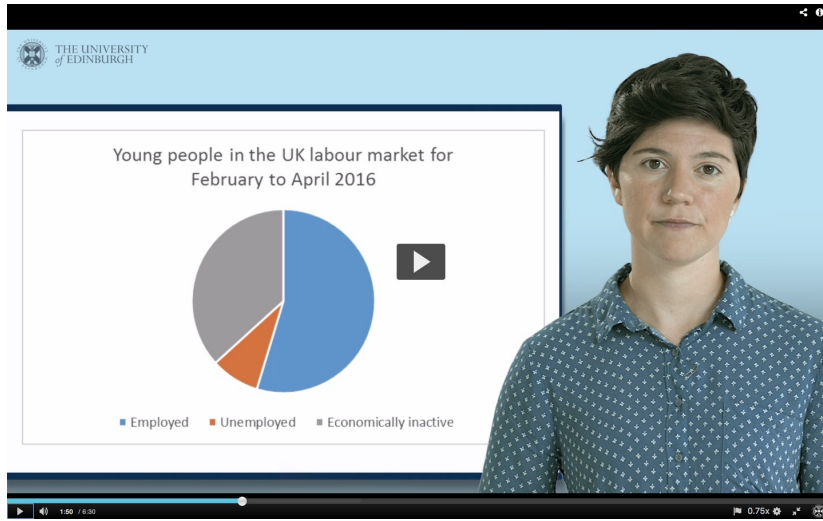 THE UNIVERSITY
of EDINBURGH
Young people in the UK labour market for
February to April 2016
Employed Unemployed Economically inactive
1:50 / 6:30
0.75x